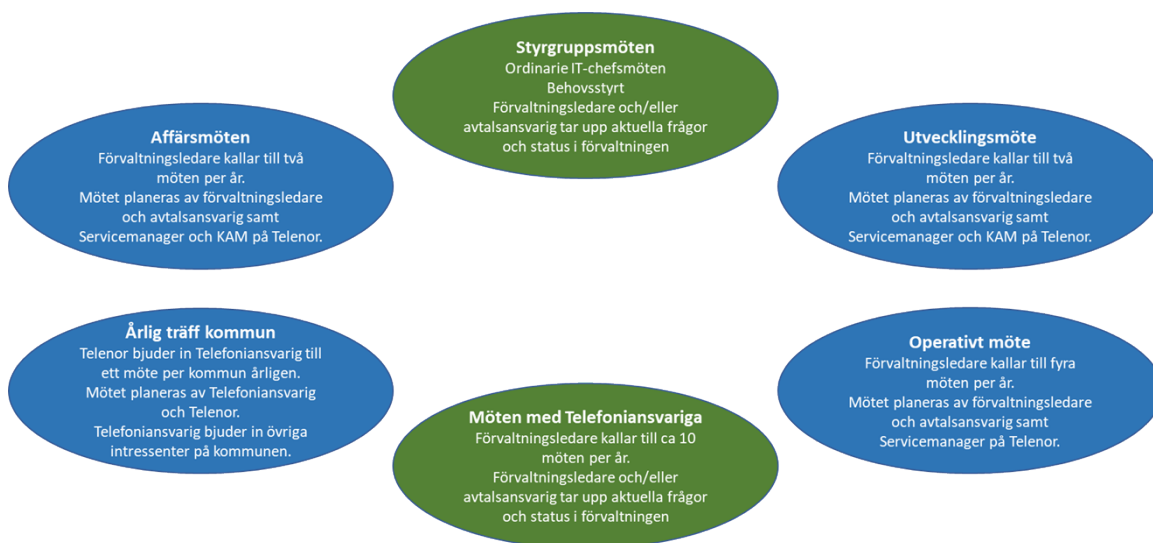 Styrgruppsmöten
Ordinarie IT-chefsmöten
Behovsstyrt
Förvaltningsledare och/eller
avtalsansvarig tar upp aktuella frågor
och status i förvaltningen
Affärsmöten
Förvaltningsledare kallar till två
möten per år.
Mötet planeras av förvaltningsledare
och avtalsansvarig samt
Servicemanager och KAM på Telenor.
Utvecklingsmöte
Förvaltningsledare kallar till två
möten per år.
Mötet planeras av förvaltningsledare
och avtalsansvarig samt
Servicemanager och KAM på Telenor.
Årlig träff kommun
Telenor bjuder in Telefoniansvarig till
ett möte per kommun årligen.
Mötet planeras av Telefoniansvarig
och Telenor.
Telefoniansvarig bjuder in övriga
intressenter på kommunen.
Möten med Telefoniansvariga
Förvaltningsledare kallar till ca 10
möten per år.
Förvaltningsledare och/eller
avtalsansvarig tar upp aktuella frågor
och status i förvaltningen
Operativt möte
Förvaltningsledare kallar till fyra
möten per år.
Mötet planeras av förvaltningsledare
och avtalsansvarig samt
Servicemanager på Telenor.